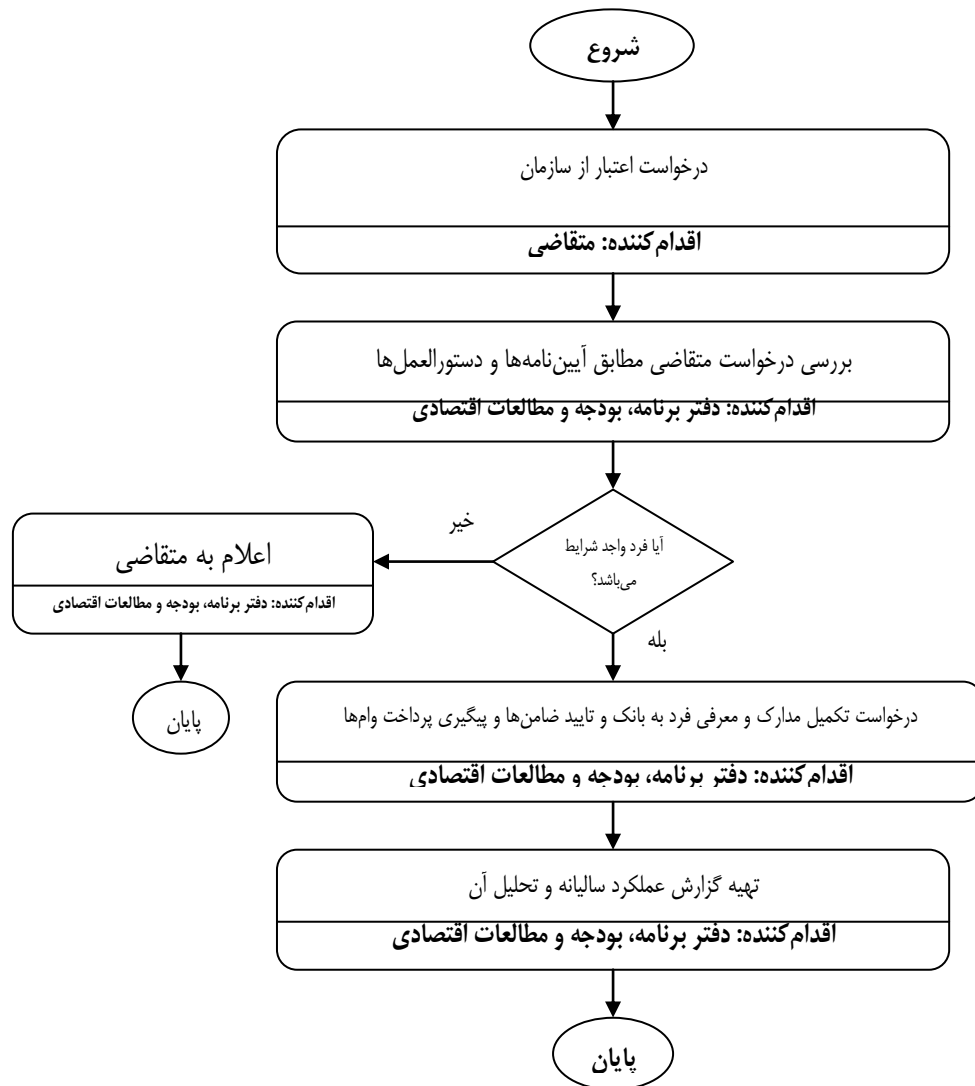 شروع
درخواست اعتبار از سازمان
اقدام‌کننده: متقاضی
بررسی درخواست متقاضی مطابق آیین‌نامه‌ها و دستورالعمل‌ها
اقدام‌کننده: دفتر برنامه، بودجه و مطالعات اقتصادی
آیا فرد واجد شرایط
می‌باشد؟
خیر
اعلام به متقاضی
اقدام‌کننده: دفتر برنامه، بودجه و مطالعات اقتصادی
پایان
بله
درخواست تکمیل مدارک و معرفی فرد به بانک و تایید ضامن‌ها و پیگیری پرداخت وام‌ها
اقدام‌کننده: دفتر برنامه، بودجه و مطالعات اقتصادی
تهیه گزارش عملکرد سالیانه و تحلیل آن
اقدام‌کننده: دفتر برنامه، بودجه و مطالعات اقتصادی
پایان